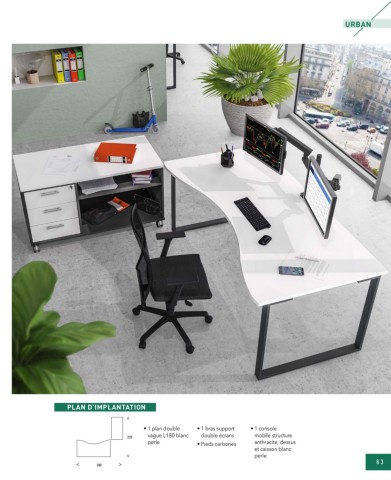 URBAN
PLAN D'IMPLANTATION
• 1 plan double
vague L180 blanc
perle
• 1 bras support
double écrans
• Pieds carbones
• 1 console
mobile structure
anthracite, dessus
et caisson blanc
perle